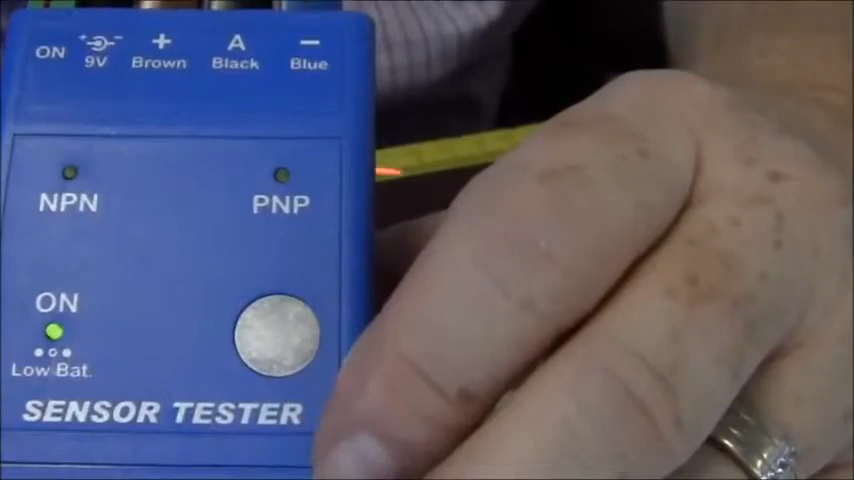 ON 9V + Brown A Black − Blue
NPN PNP
ON
Low Bat.
SENSOR TESTER